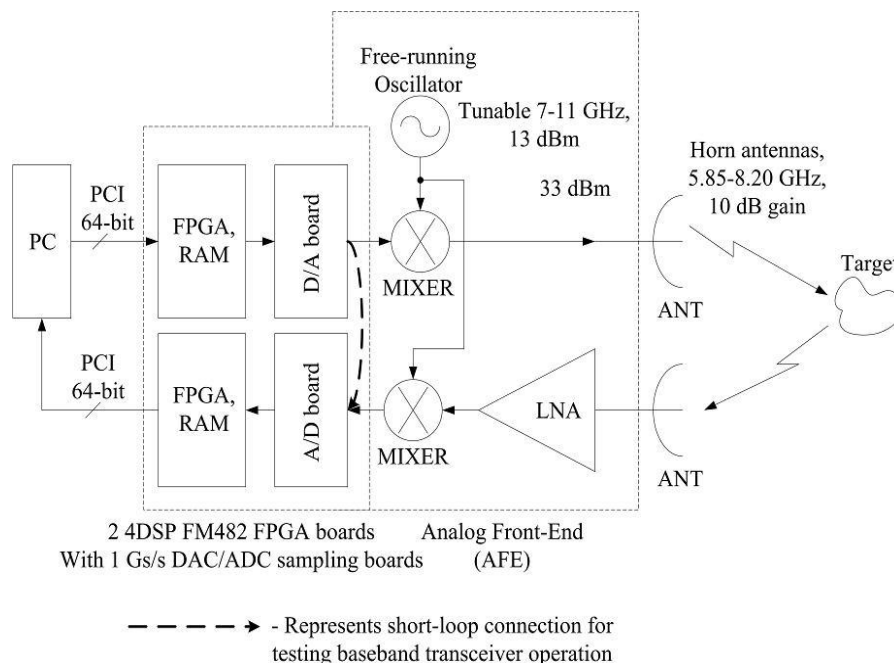 Free-running
Oscillator
Tunable 7-11 GHz,
13 dBm
33 dBm
Horn antennas,
5.85-8.20 GHz,
10 dB gain
PC
PCI
64-bit
FPGA,
RAM
D/A board
MIXER
ANT
Target
PCI
64-bit
FPGA,
RAM
A/D board
MIXER
LNA
ANT
2 4DSP FM482 FPGA boards
With 1 Gs/s DAC/ADC sampling boards
Analog Front-End
(AFE)
- Represents short-loop connection for
testing baseband transceiver operation